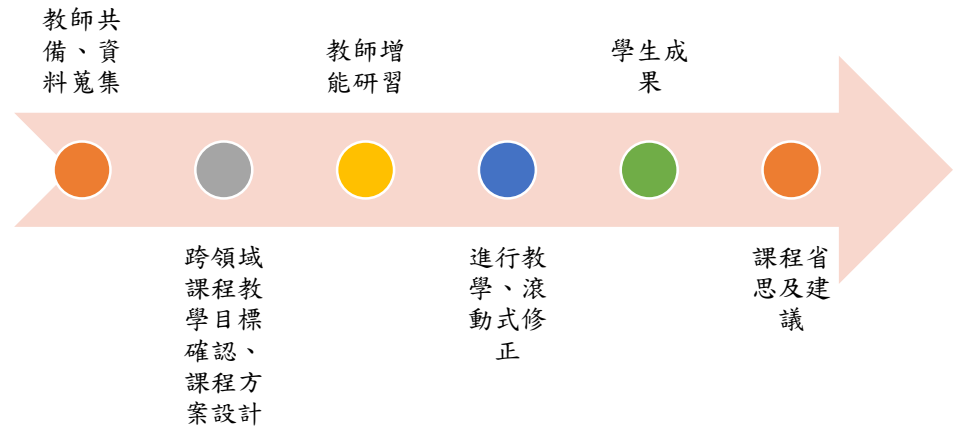 教師共
備、資
料蒐集
跨領域
課程教
學目標
確認、
課程方
案設計
教師增
能研習
進行教
學、滾
動式修
正
學生成
果
課程省
思及建
議